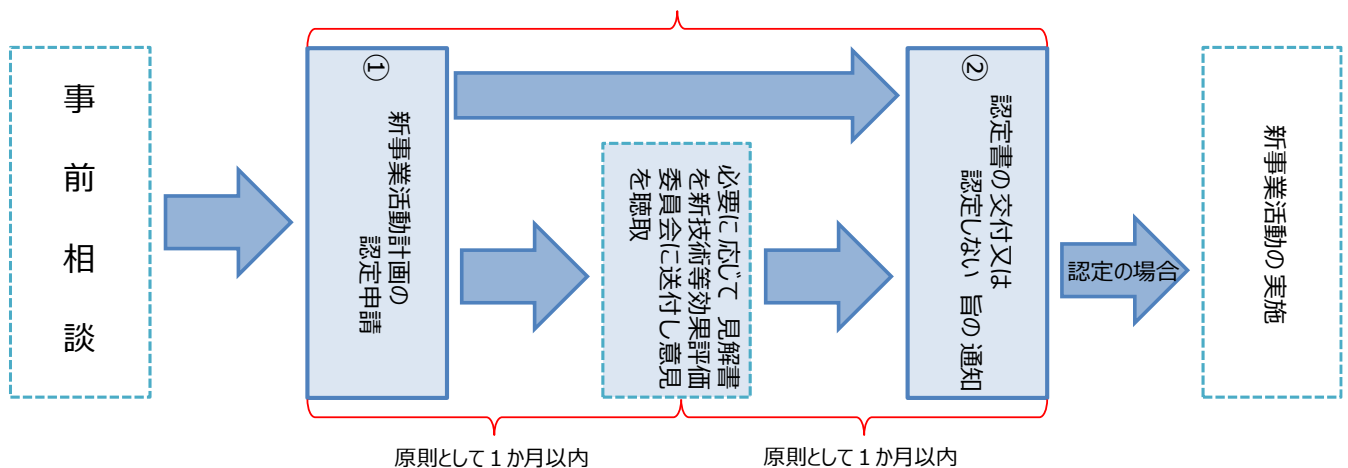 事前相談
①
新事業活動計画の
認定申請
必要に応じて 見解書
を新技術等効果評価
委員会に送付し意見
を聴取
②
認定書の交付又は
認定しない 旨の 通知
認定の場合
新事業活動の実施
原則として１か月以内
原則として１か月以内